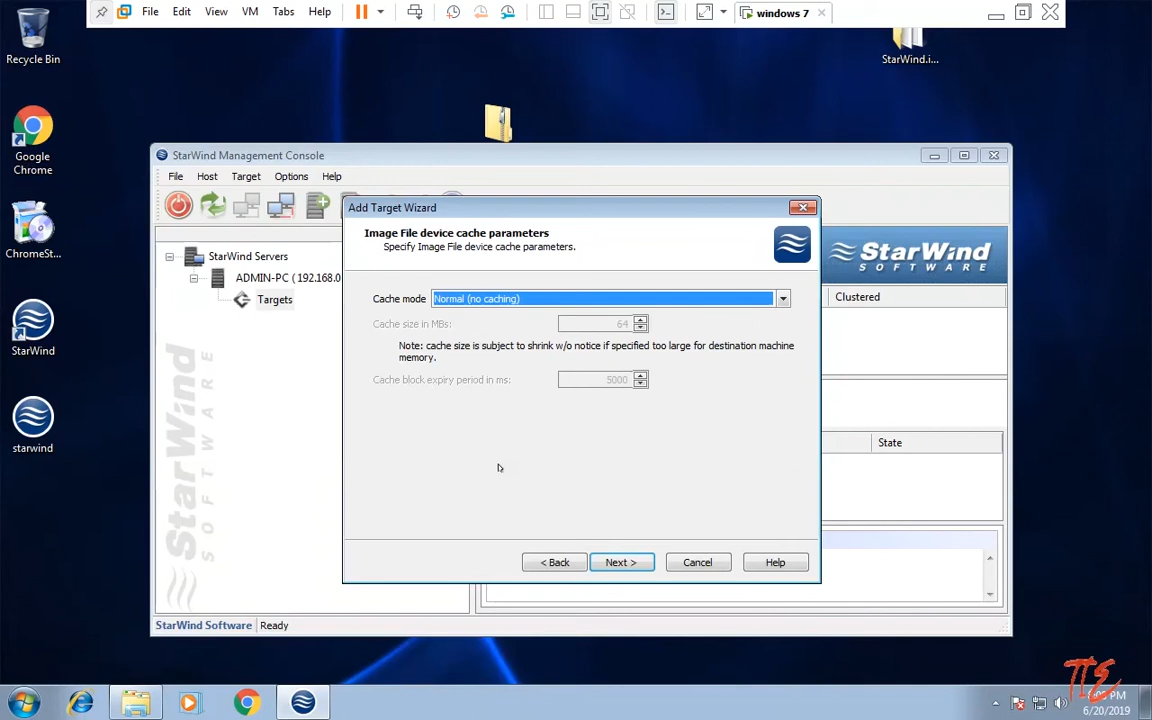 File Edit View VM Tabs Help
windows 7
Recycle Bin
StarWind.i...
Google
Chrome
ChromeSt...
StarWind
starwind
StarWind Management Console
File Host Target Options Help
StarWind Servers
ADMIN-PC ( 192.168.0
Targets
StarWind
SOFTWARE
StarWind
SOFTWARE
Clustered
State
Add Target Wizard
Image File device cache parameters
Specify Image File device cache parameters.
Cache mode Normal (no caching)
Cache size in MBs: 64
Note: cache size is subject to shrink w/o notice if specified too large for destination machine
memory.
Cache block expiry period in ms: 5000
< Back Next > Cancel Help
StarWind Software Ready
PM
6/20/2019